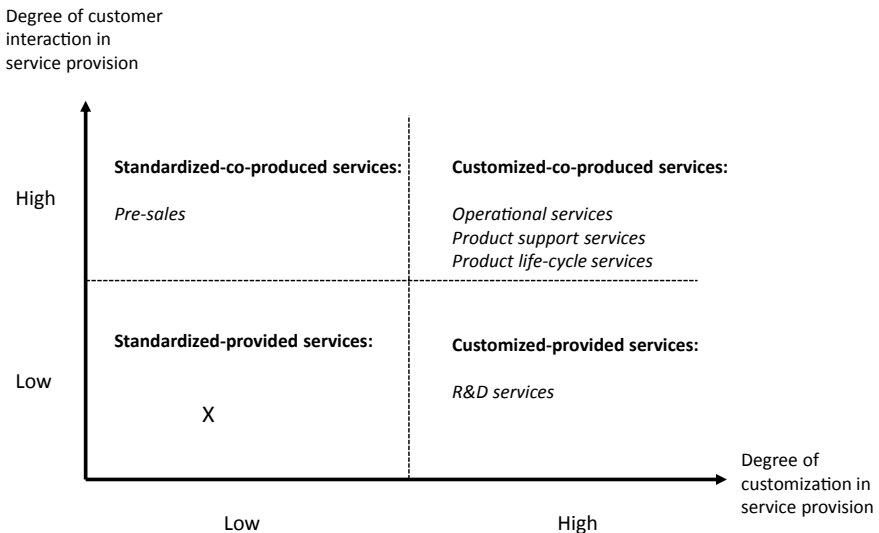 Degree of customer
interaction in
service provision
High
Standardized-co-produced services:
Pre-sales
Customized-co-produced services:
Operational services
Product support services
Product life-cycle services
Low
Standardized-provided services:
X
Customized-provided services:
R&D services
Degree of
customization in
service provision
Low
High